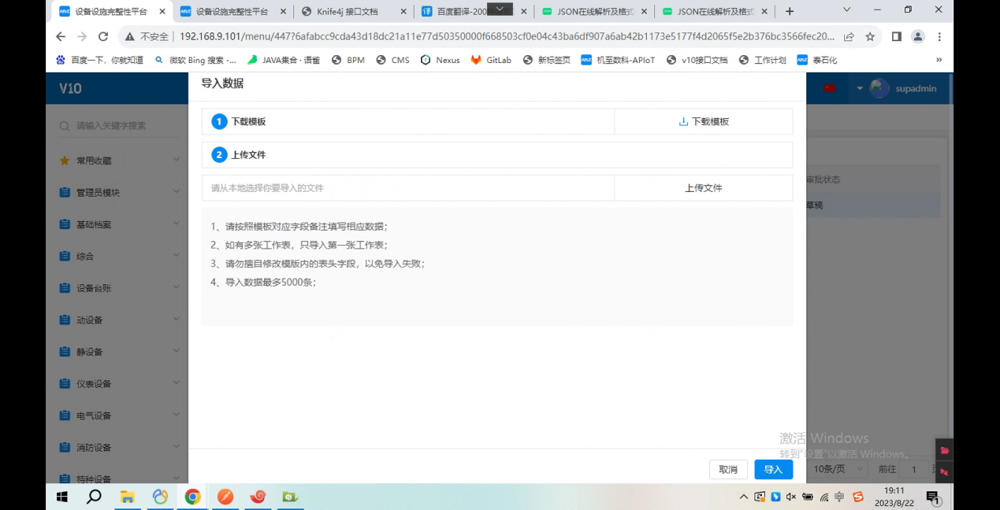 设备设施完整性平台
设备设施完整性平台
Knife4j 接口文档
百度翻译-200
JSON在线解析及格式
JSON在线解析及格式
不安全
192.168.9.101/menu/447?6afabcc9cda43d18dc21a11e77d50350000f668503cf0e04c43ba6df907a6ab42b1173e5177f4d2065f5e2b376bc3566fec20...
百度一下，你就知道
微软 Bing 搜索 -...
JAVA集合 · 语雀
BPM
CMS
Nexus
GitLab
新标签页
机至数科-APIoT
v10接口文档
工作计划
泰石化
»
V10
导入数据
supadmin
请输入关键字搜索
1 下载模板
下载模板
2 上传文件
常用收藏
审批状态
请从本地选择你要导入的文件
上传文件
管理员模块
草稿
基础档案
1、请按照模板对应字段备注填写相应数据；
2、如有多张工作表，只导入第一张工作表；
综合
3、请勿擅自修改模版内的表头字段，以免导入失败；
4、导入数据最多5000条；
设备台账
动设备
静设备
仪表设备
电气设备
消防设备
特种设备
激活 Windows
转到"设置"以激活 Windows。
取消
导入
10条/页
前往
1
中
19:11
2023/8/22
1